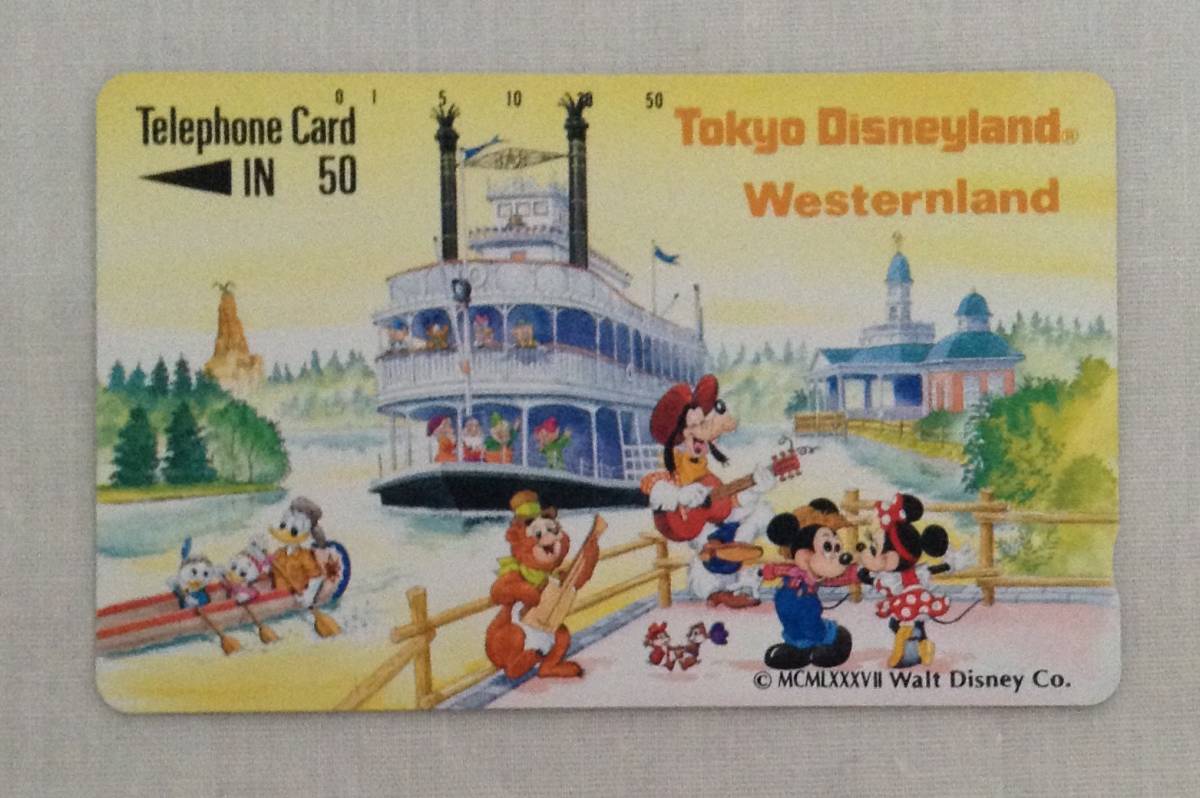 0 1 5 10 20 50
Telephone Card
IN 50
Tokyo Disneyland®
Westernland
© MCMLXXXVII Walt Disney Co.